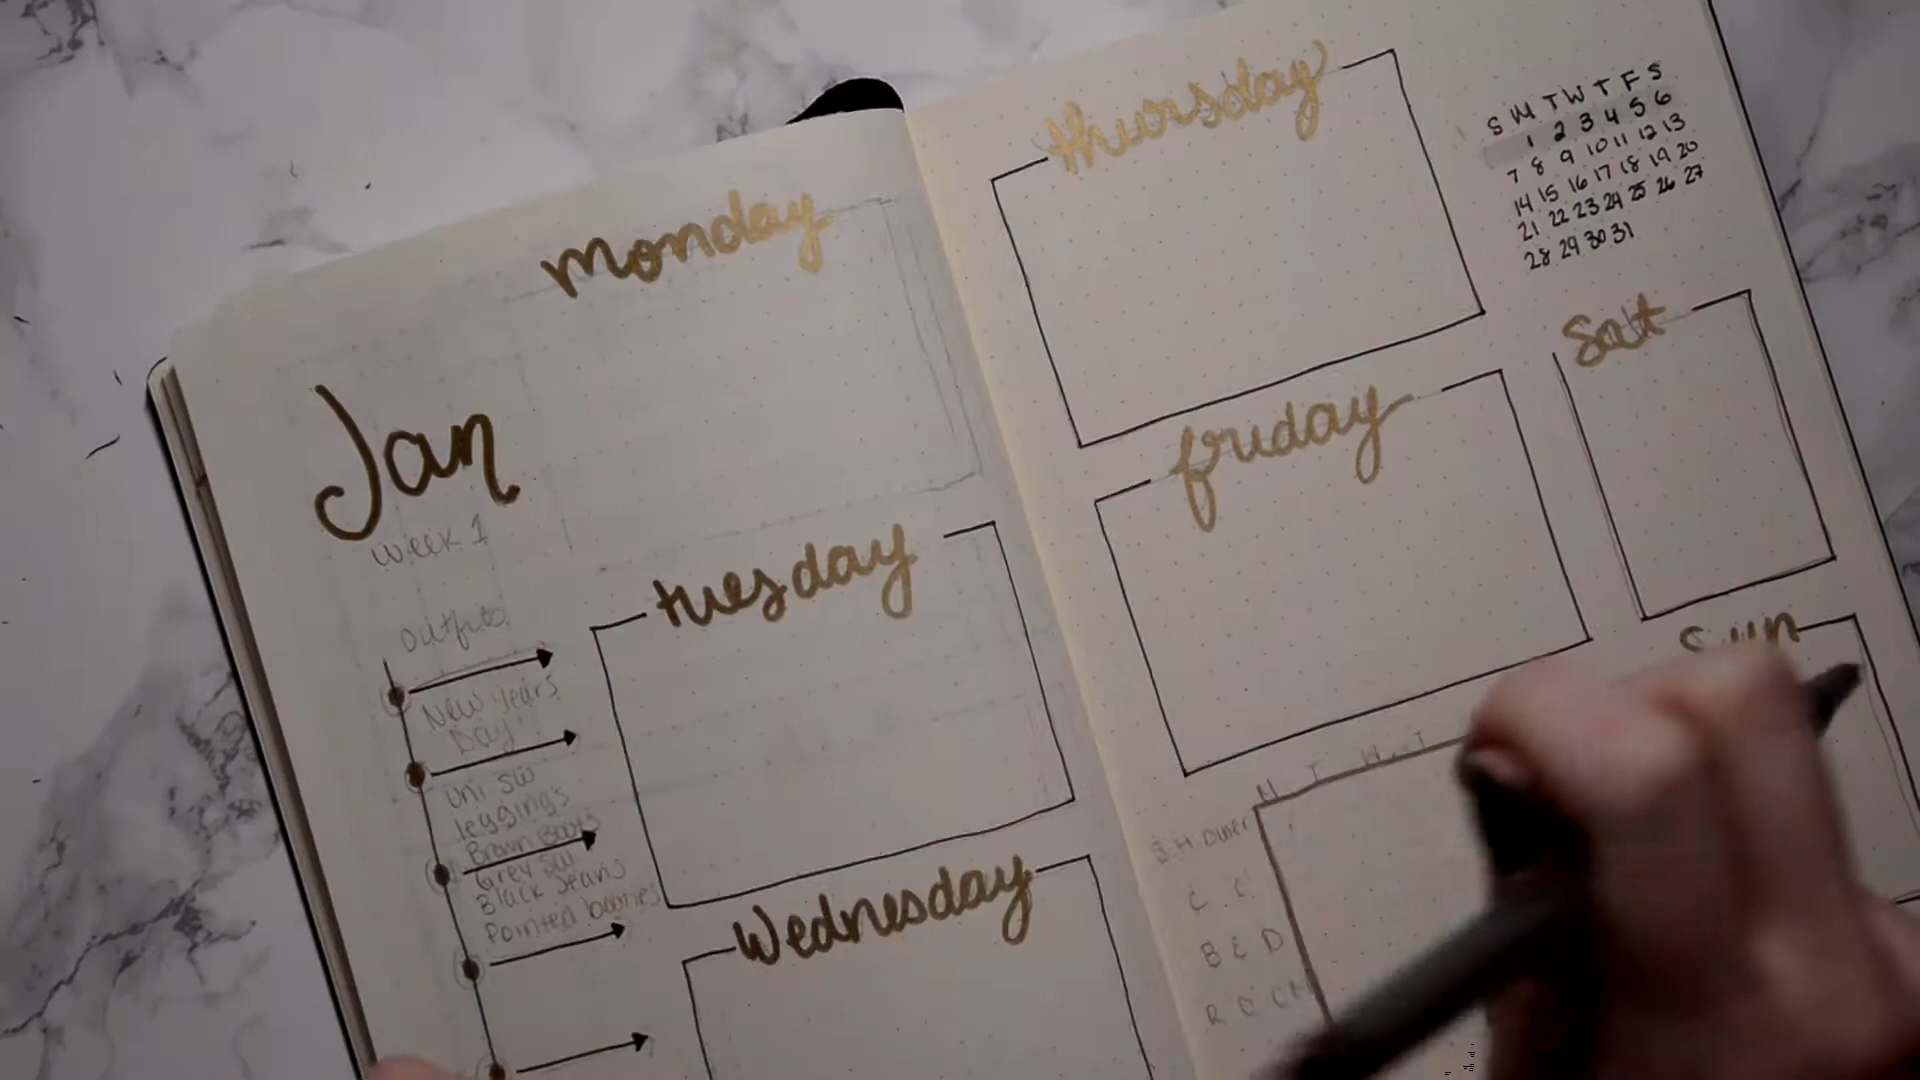 monday
Jan
week 1
outfits
New Years
Day!
uni SW
leggings
Brown Boots
Grey SW
Black Jeans
Pointed booties
tuesday
Wednesday
thursday
S M T W T F S
1 2 3 4 5 6
7 8 9 10 11 12 13
14 15 16 17 18 19 20
21 22 23 24 25 26 27
28 29 30 31
friday
Sat
Sun
M T W T
C C
B E D